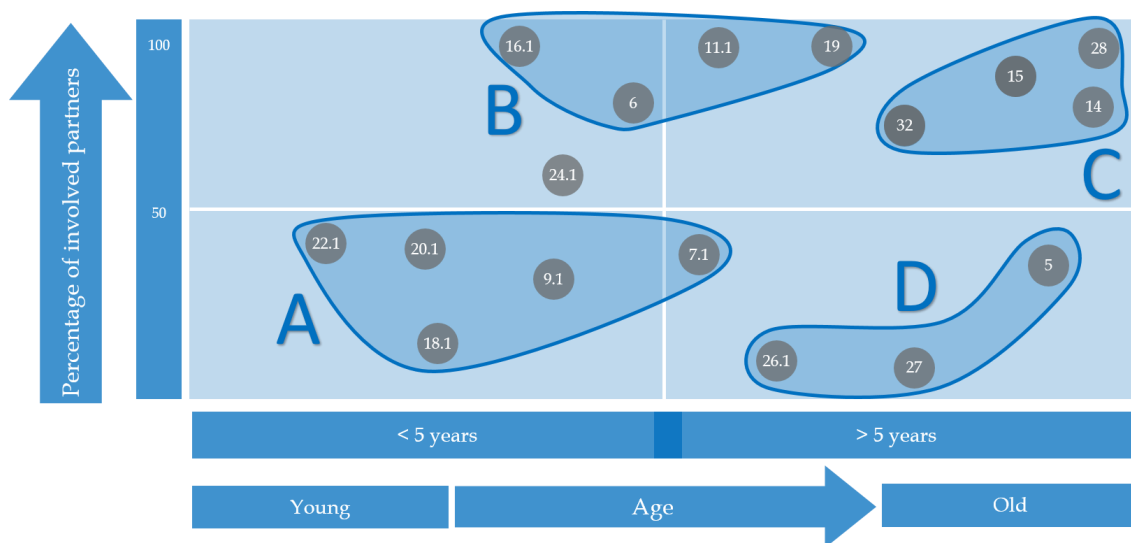 Percentage of involved partners
100
50
16.1
11.1
19
28
15
6
14
32
B
C
24.1
22.1
20.1
7.1
5
9.1
D
A
18.1
26.1
27
< 5 years
> 5 years
Young
Age
Old